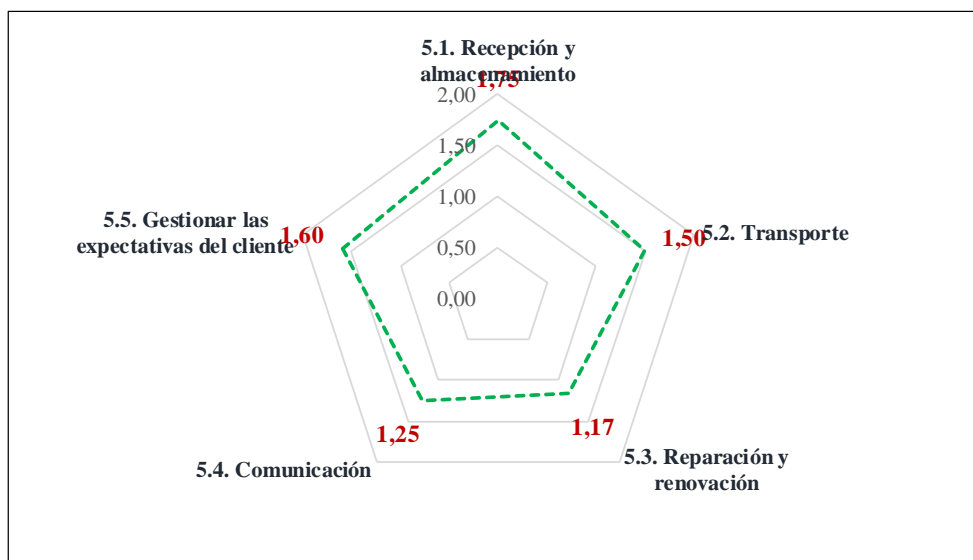 5.1. Recepción y
almacenamiento
1,75
2,00
1,50
1,00
0,50
0,00
5.5. Gestionar las
expectativas del cliente
1,60
1,50
5.2. Transporte
1,25
1,17
5.4. Comunicación
5.3. Reparación y
renovación